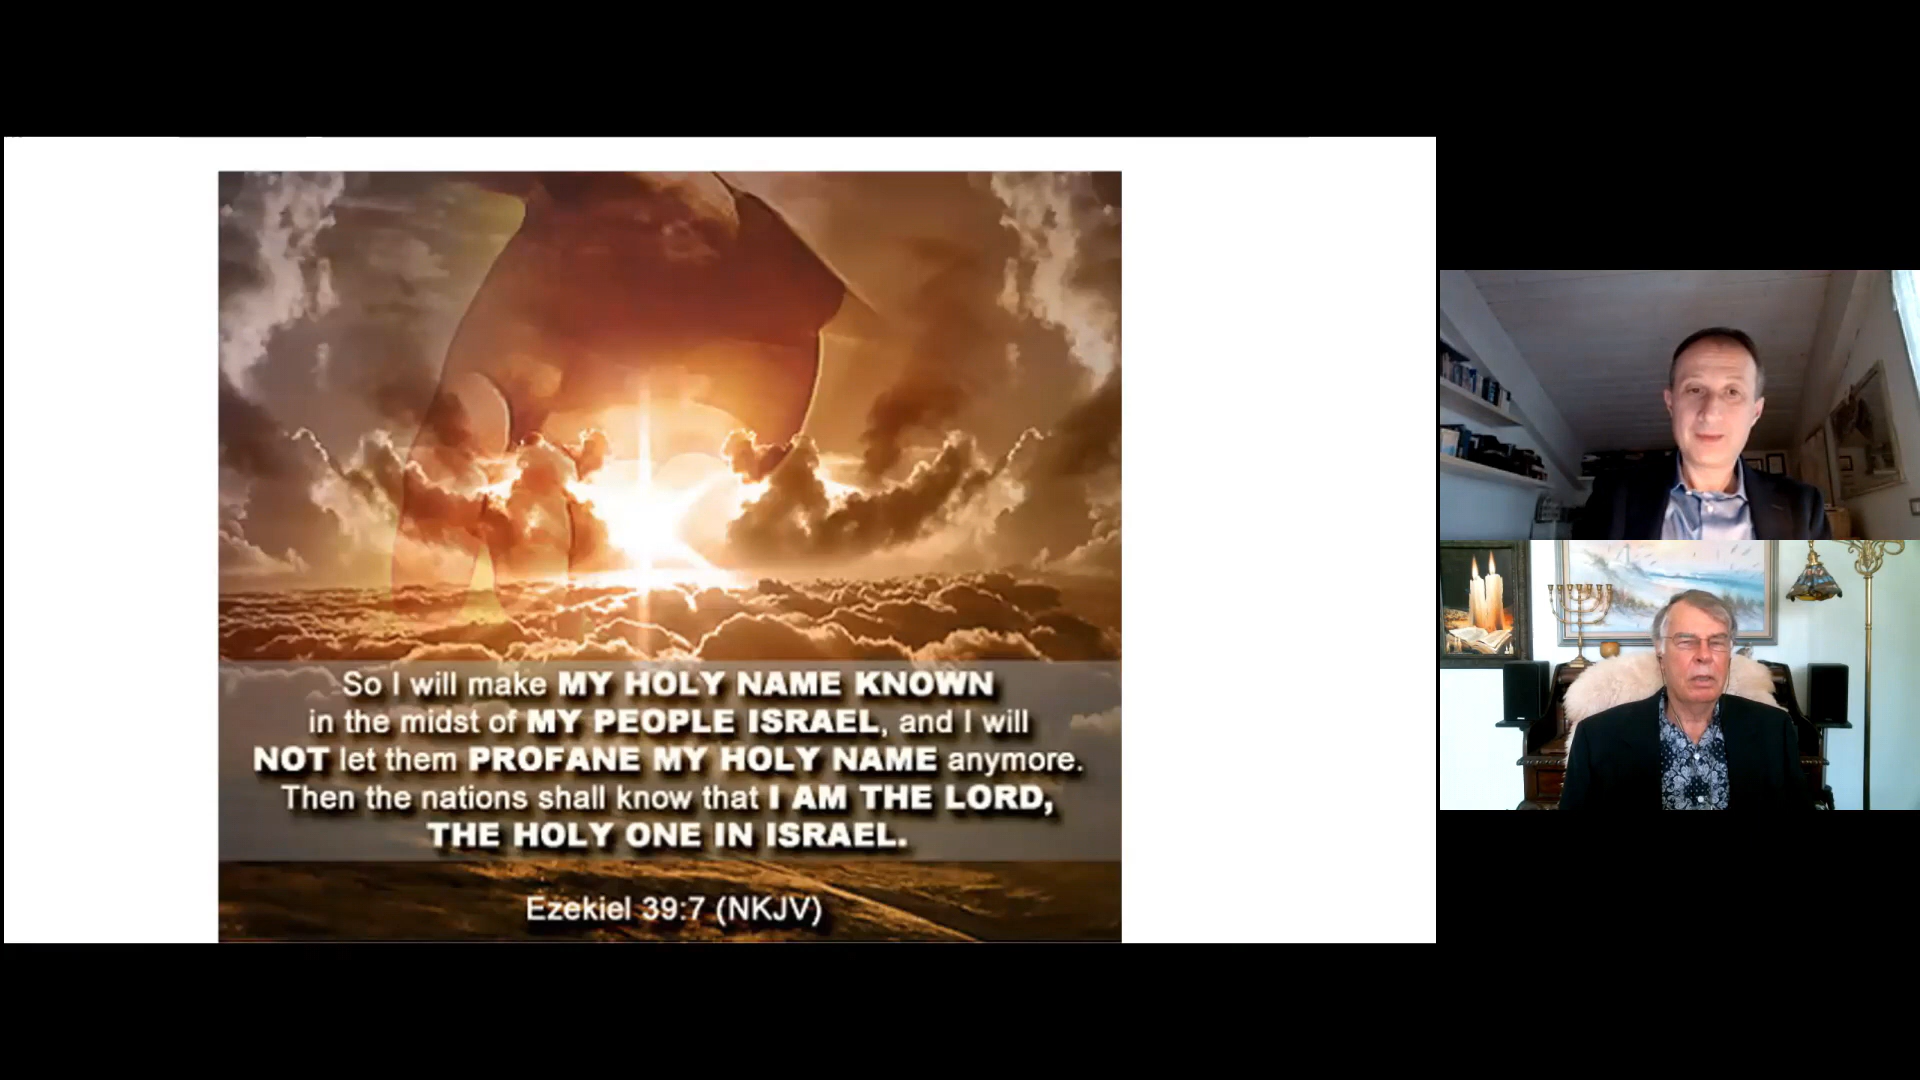 So I will make MY HOLY NAME KNOWN
in the midst of MY PEOPLE ISRAEL, and I will
NOT let them PROFANE MY HOLY NAME anymore.
Then the nations shall know that I AM THE LORD,
THE HOLY ONE IN ISRAEL.
Ezekiel 39:7 (NKJV)